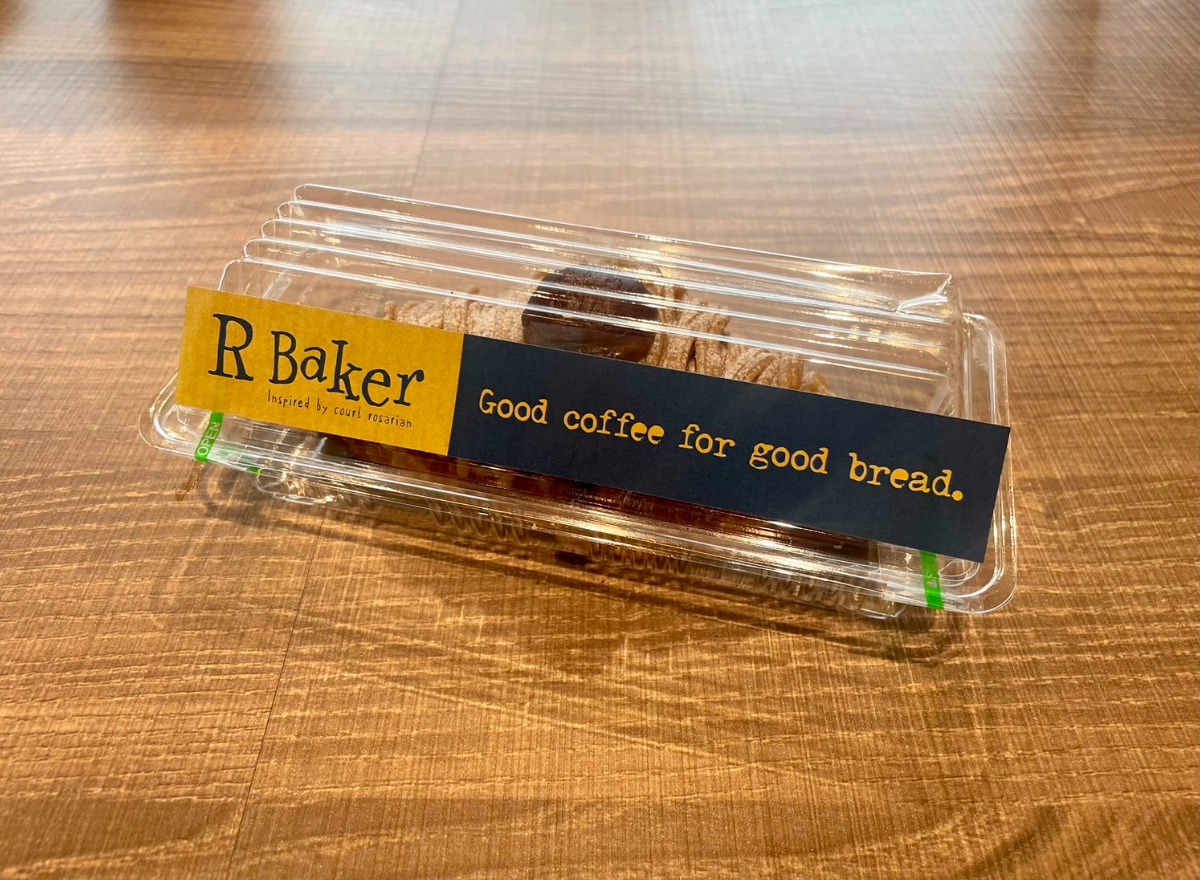 R Baker
Inspired by court rosarian
Good coffee for good bread.
OPEN